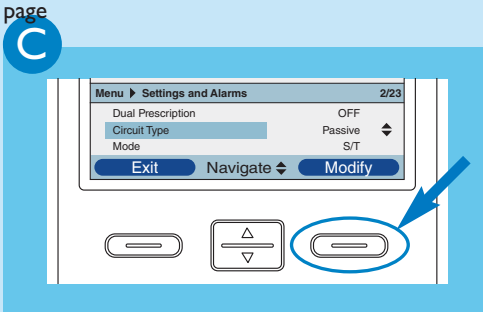 page
C
Menu ▶ Settings and Alarms 2/23
Dual Prescription OFF
Circuit Type Passive
Mode S/T
Exit Navigate Modify